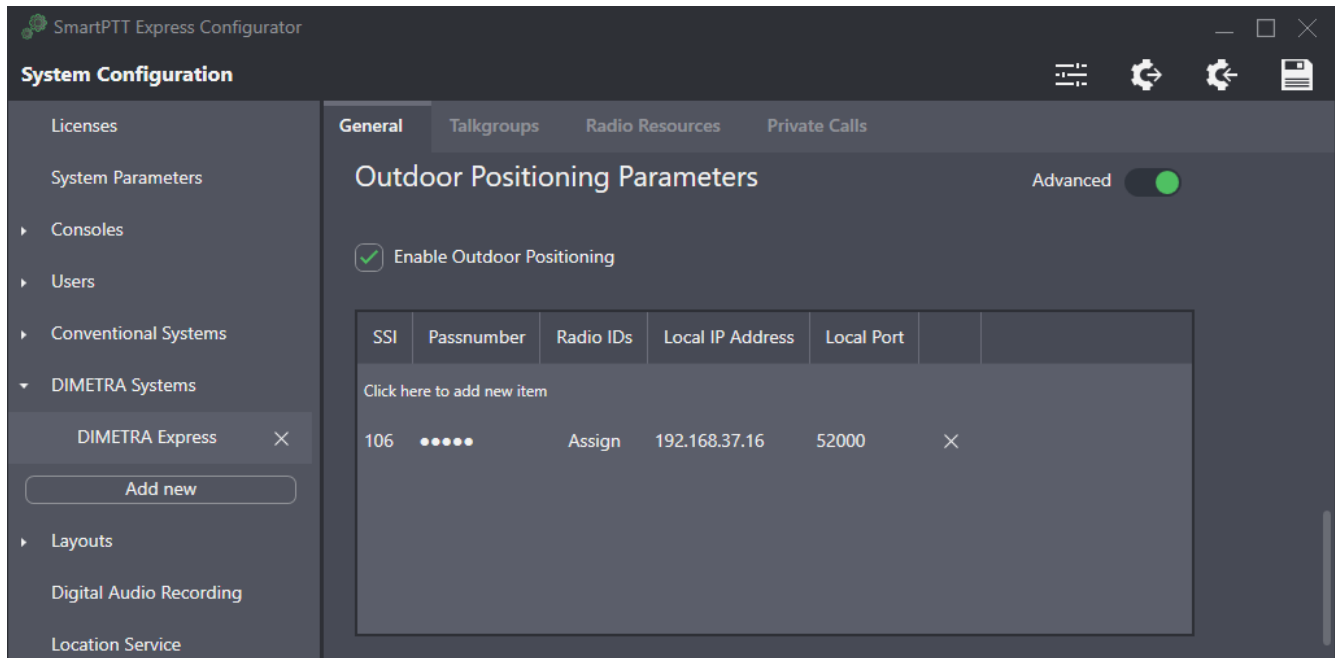 SmartPTT Express Configurator
System Configuration
Licenses
System Parameters
Consoles
Users
Conventional Systems
DIMETRA Systems
DIMETRA Express
Add new
Layouts
Digital Audio Recording
Location Service
General Talkgroups Radio Resources Private Calls
Outdoor Positioning Parameters
Advanced
Enable Outdoor Positioning
SSI Passnumber Radio IDs Local IP Address Local Port
Click here to add new item
106 ●●●●● Assign 192.168.37.16 52000